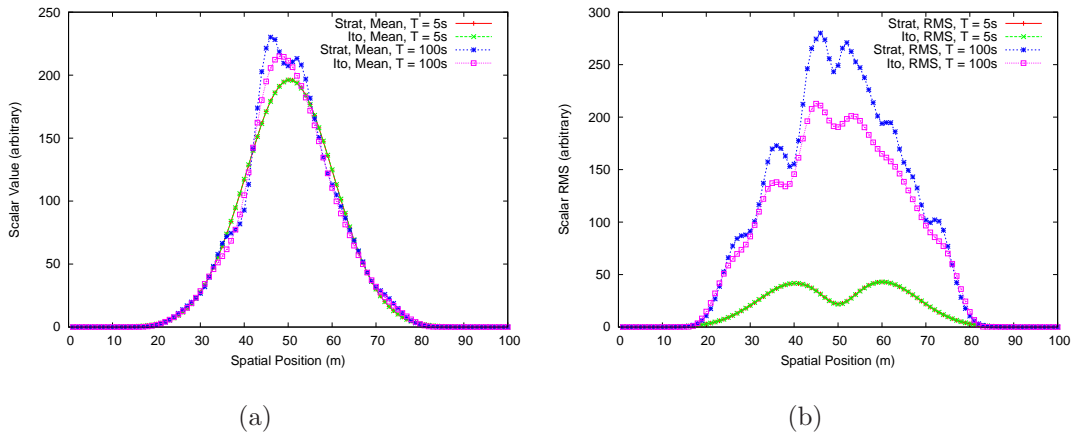 250
200
150
100
50
0
0 10 20 30 40 50 60 70 80 90 100
Scalar Value (arbitrary)
Spatial Position (m)
Strat, Mean, T = 5s
Ito, Mean, T = 5s
Strat, Mean, T = 100s
Ito, Mean, T = 100s
(a)
300
250
200
150
100
50
0
0 10 20 30 40 50 60 70 80 90 100
Scalar RMS (arbitrary)
Spatial Position (m)
Strat, RMS, T = 5s
Ito, RMS, T = 5s
Strat, RMS, T = 100s
Ito, RMS, T = 100s
(b)